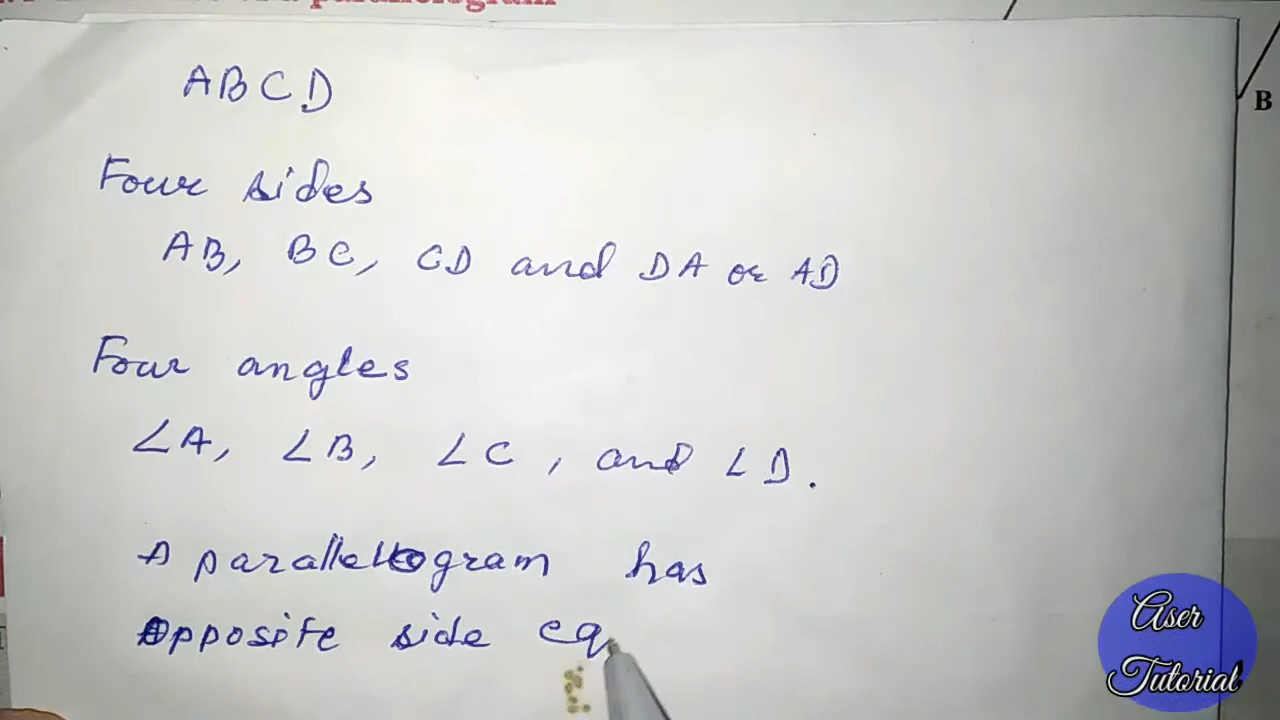 parallelogram
B
ABCD
Four sides
AB, BC, CD and DA or AD
Four angles
∠A, ∠B, ∠C, and ∠D.
A parallelogram has
Opposite side eq
Aser
Tutorial